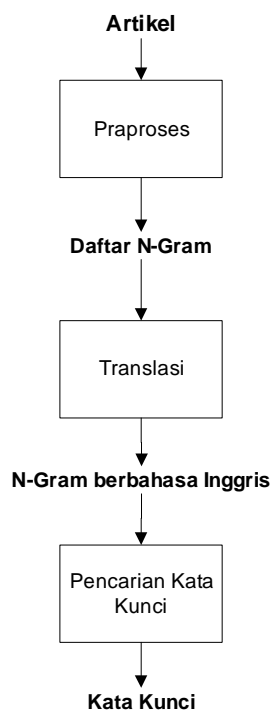 Artikel
Praproses
Daftar N-Gram
Translasi
N-Gram berbahasa Inggris
Pencarian Kata
Kunci
Kata Kunci